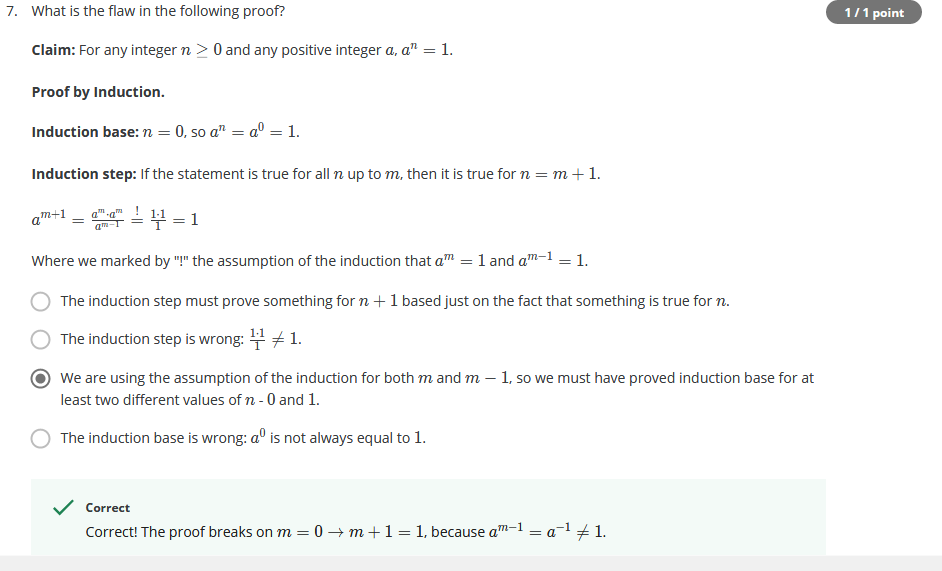 7. What is the flaw in the following proof?
1 / 1 point
Claim: For any integer n ≥ 0 and any positive integer a, aⁿ = 1.
Proof by Induction.
Induction base: n = 0, so aⁿ = a⁰ = 1.
Induction step: If the statement is true for all n up to m, then it is true for n = m + 1.
a^{m+1} = \frac{a^m \cdot a^m}{a^{m-1}} \overset{!}{=} \frac{1 \cdot 1}{1} = 1
Where we marked by "!" the assumption of the induction that a^m = 1 and a^{m−1} = 1.
The induction step must prove something for n + 1 based just on the fact that something is true for n.
The induction step is wrong: \frac{1 \cdot 1}{1} ≠ 1.
We are using the assumption of the induction for both m and m − 1, so we must have proved induction base for at
least two different values of n - 0 and 1.
The induction base is wrong: a⁰ is not always equal to 1.
Correct
Correct! The proof breaks on m = 0 → m + 1 = 1, because a^{m−1} = a^{−1} ≠ 1.